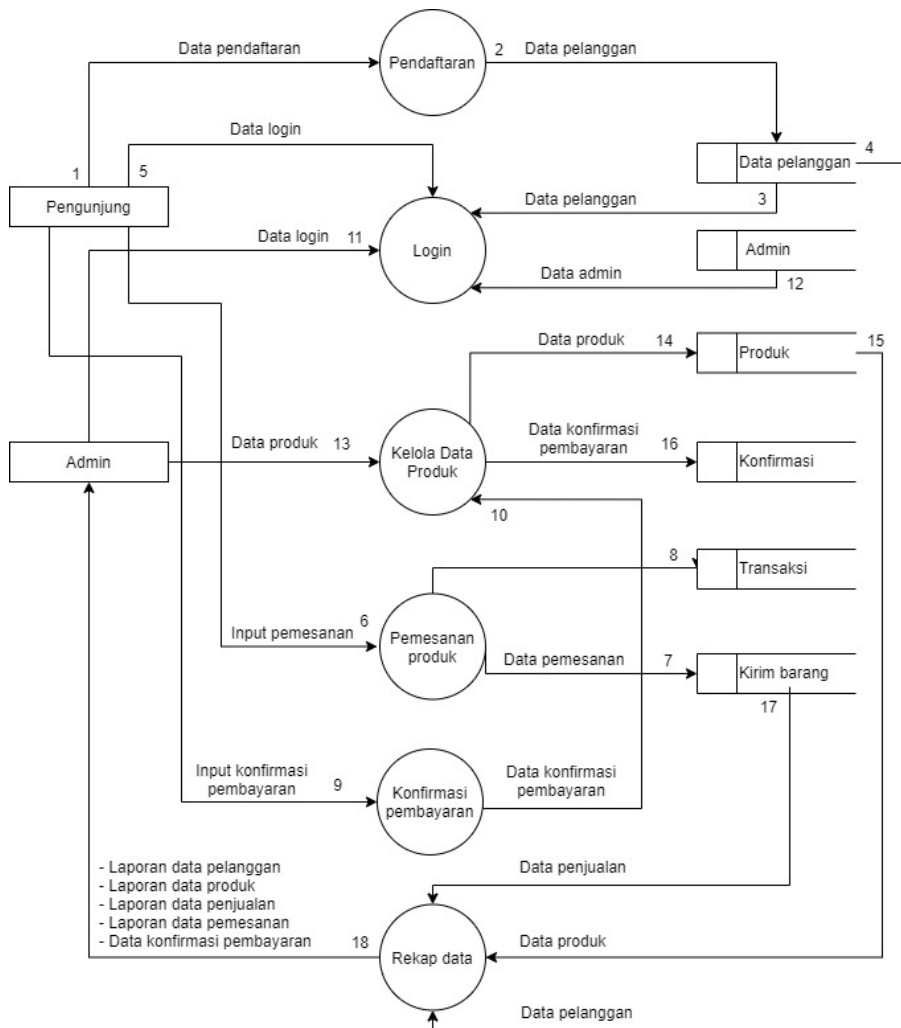 Data pendaftaran
Pendaftaran
2
Data pelanggan
Data login
1
5
Pengunjung
Data pelanggan
4
Data pelanggan
3
Data login
11
Login
Admin
Data admin
12
Data produk
14
Produk
15
Admin
Data produk
13
Kelola Data
Produk
Data konfirmasi
pembayaran
16
Konfirmasi
10
8
Transaksi
Input pemesanan
6
Pemesanan
produk
Data pemesanan
7
Kirim barang
17
Input konfirmasi
pembayaran
9
Konfirmasi
pembayaran
Data konfirmasi
pembayaran
- Laporan data pelanggan
- Laporan data produk
- Laporan data penjualan
- Laporan data pemesanan
- Data konfirmasi pembayaran
18
Data penjualan
Rekap data
Data produk
Data pelanggan